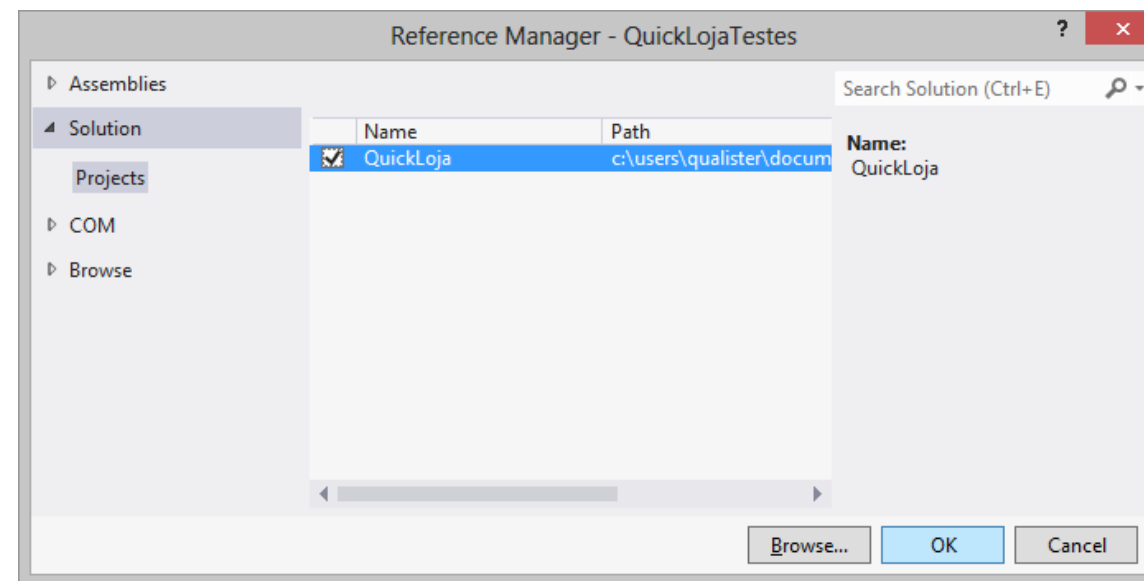 Reference Manager - QuickLojaTestes ?
Assemblies
Search Solution (Ctrl+E)
Solution
Projects
COM
Browse
Name Path
QuickLoja c:\users\qualister\docum
Name:
QuickLoja
Browse... OK Cancel